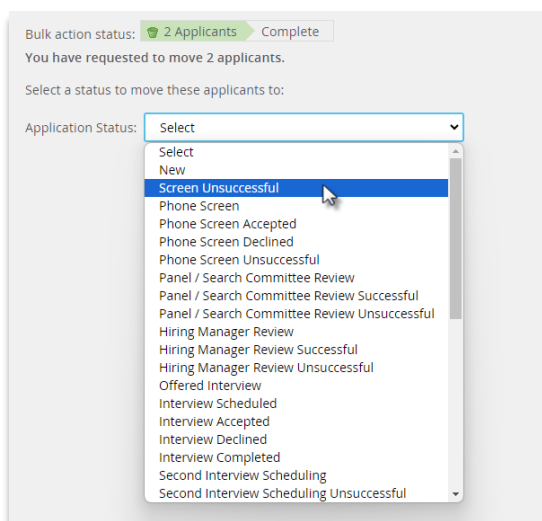 Bulk action status: 2 Applicants Complete
You have requested to move 2 applicants.
Select a status to move these applicants to:
Application Status: Select
Select
New
Screen Unsuccessful
Phone Screen
Phone Screen Accepted
Phone Screen Declined
Phone Screen Unsuccessful
Panel / Search Committee Review
Panel / Search Committee Review Successful
Panel / Search Committee Review Unsuccessful
Hiring Manager Review
Hiring Manager Review Successful
Hiring Manager Review Unsuccessful
Offered Interview
Interview Scheduled
Interview Accepted
Interview Declined
Interview Completed
Second Interview Scheduling
Second Interview Scheduling Unsuccessful